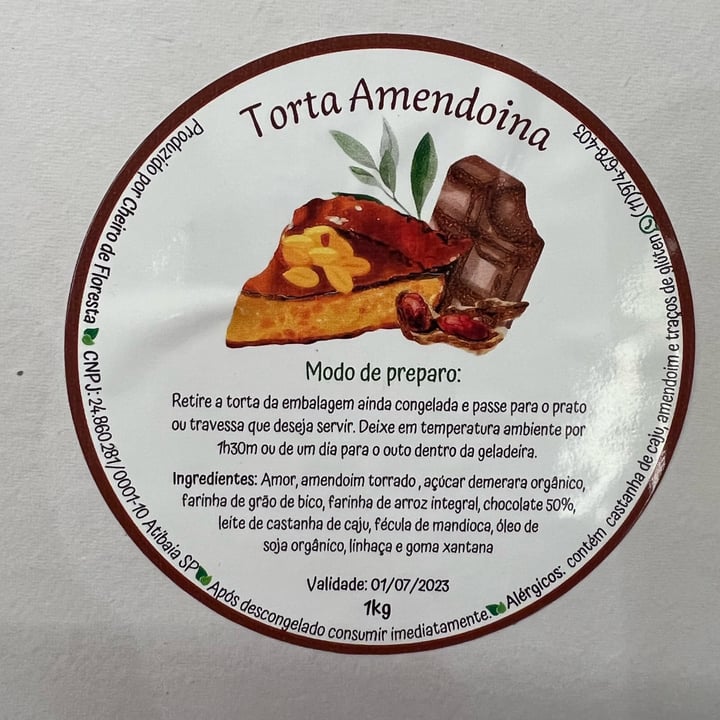 Torta Amendoina
Modo de preparo:
Retire a torta da embalagem ainda congelada e passe para o prato
ou travessa que deseja servir. Deixe em temperatura ambiente por
1h30m ou de um dia para o outo dentro da geladeira.
Ingredientes: Amor, amendoim torrado , açúcar demerara orgânico,
farinha de grão de bico, farinha de arroz integral, chocolate 50%,
leite de castanha de caju, fécula de mandioca, óleo de
soja orgânico, linhaça e goma xantana
Validade: 01/07/2023
1kg
Produzido por Cheiro de Floresta CNPJ: 24.860.281/0001-10 Atibaia SP Após descongelado consumir imediatamente. Alérgicos: contém castanha de caju, amendoim e traços de glúten (11)974-678-403